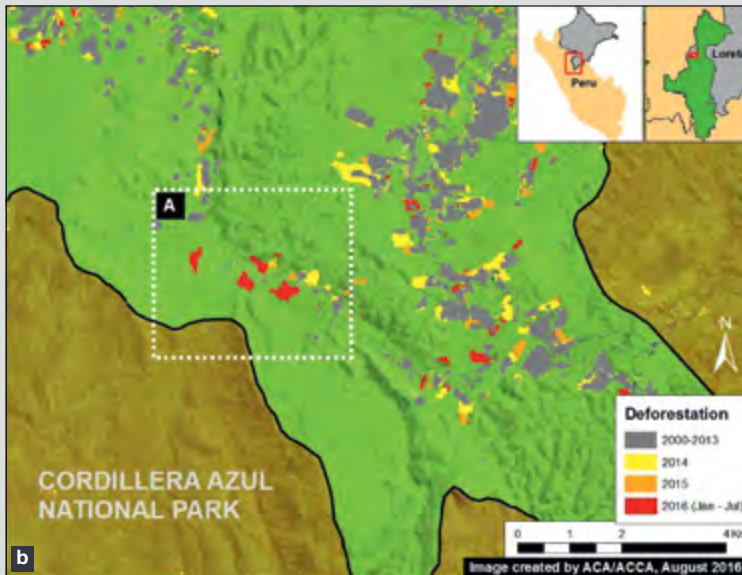 Peru
Loreto
A
N
Deforestation
2000-2013
2014
2015
2016 (Jan - Jul)
0 1 2 4 K
CORDILLERA AZUL
NATIONAL PARK
b
Image created by ACA/ACCA, August 2016